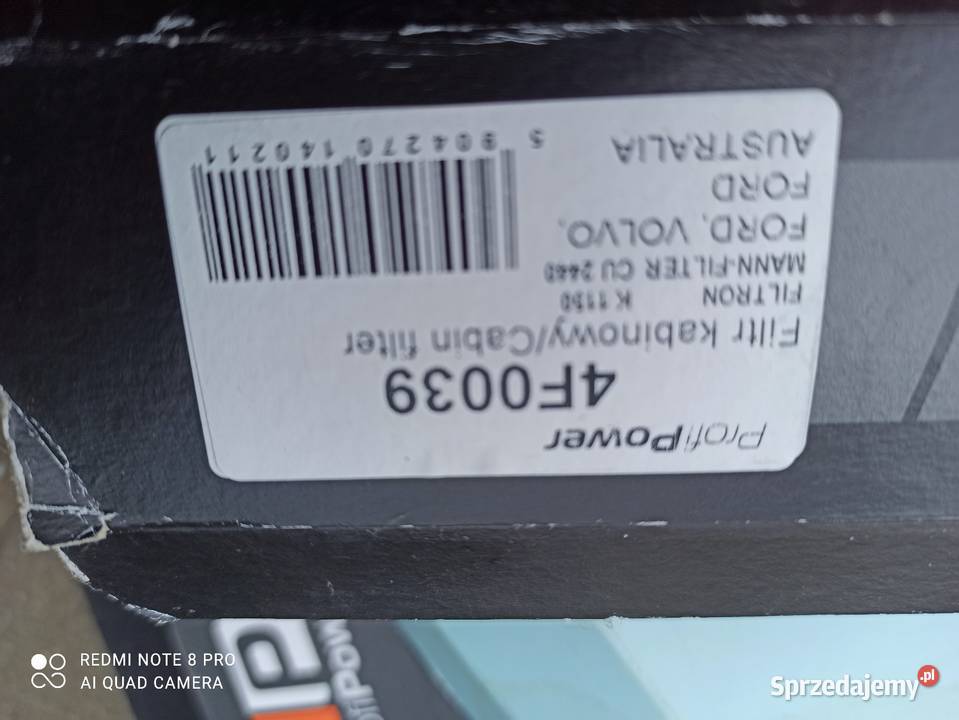 ProfiPower
4F0039
Filtr kabinowy/Cabin filter
FILTRON K 1150
MANN-FILTER CU 2440
FORD, VOLVO,
FORD
AUSTRALIA
5 904270 140211
REDMI NOTE 8 PRO
AI QUAD CAMERA
Sprzedajemy.pl